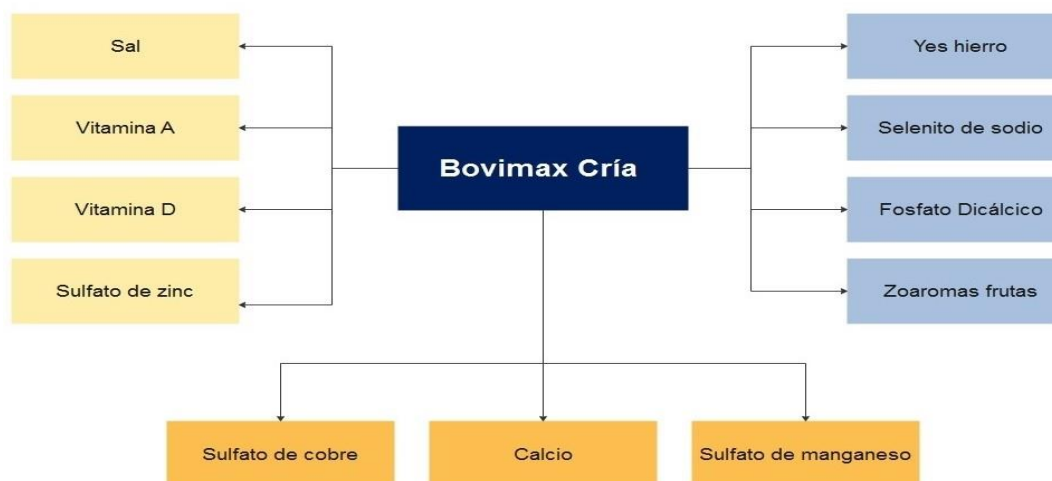 Sal
Vitamina A
Vitamina D
Sulfato de zinc
Bovimax Cría
Yes hierro
Selenito de sodio
Fosfato Dicálcico
Zoaromas frutas
Sulfato de cobre
Calcio
Sulfato de manganeso